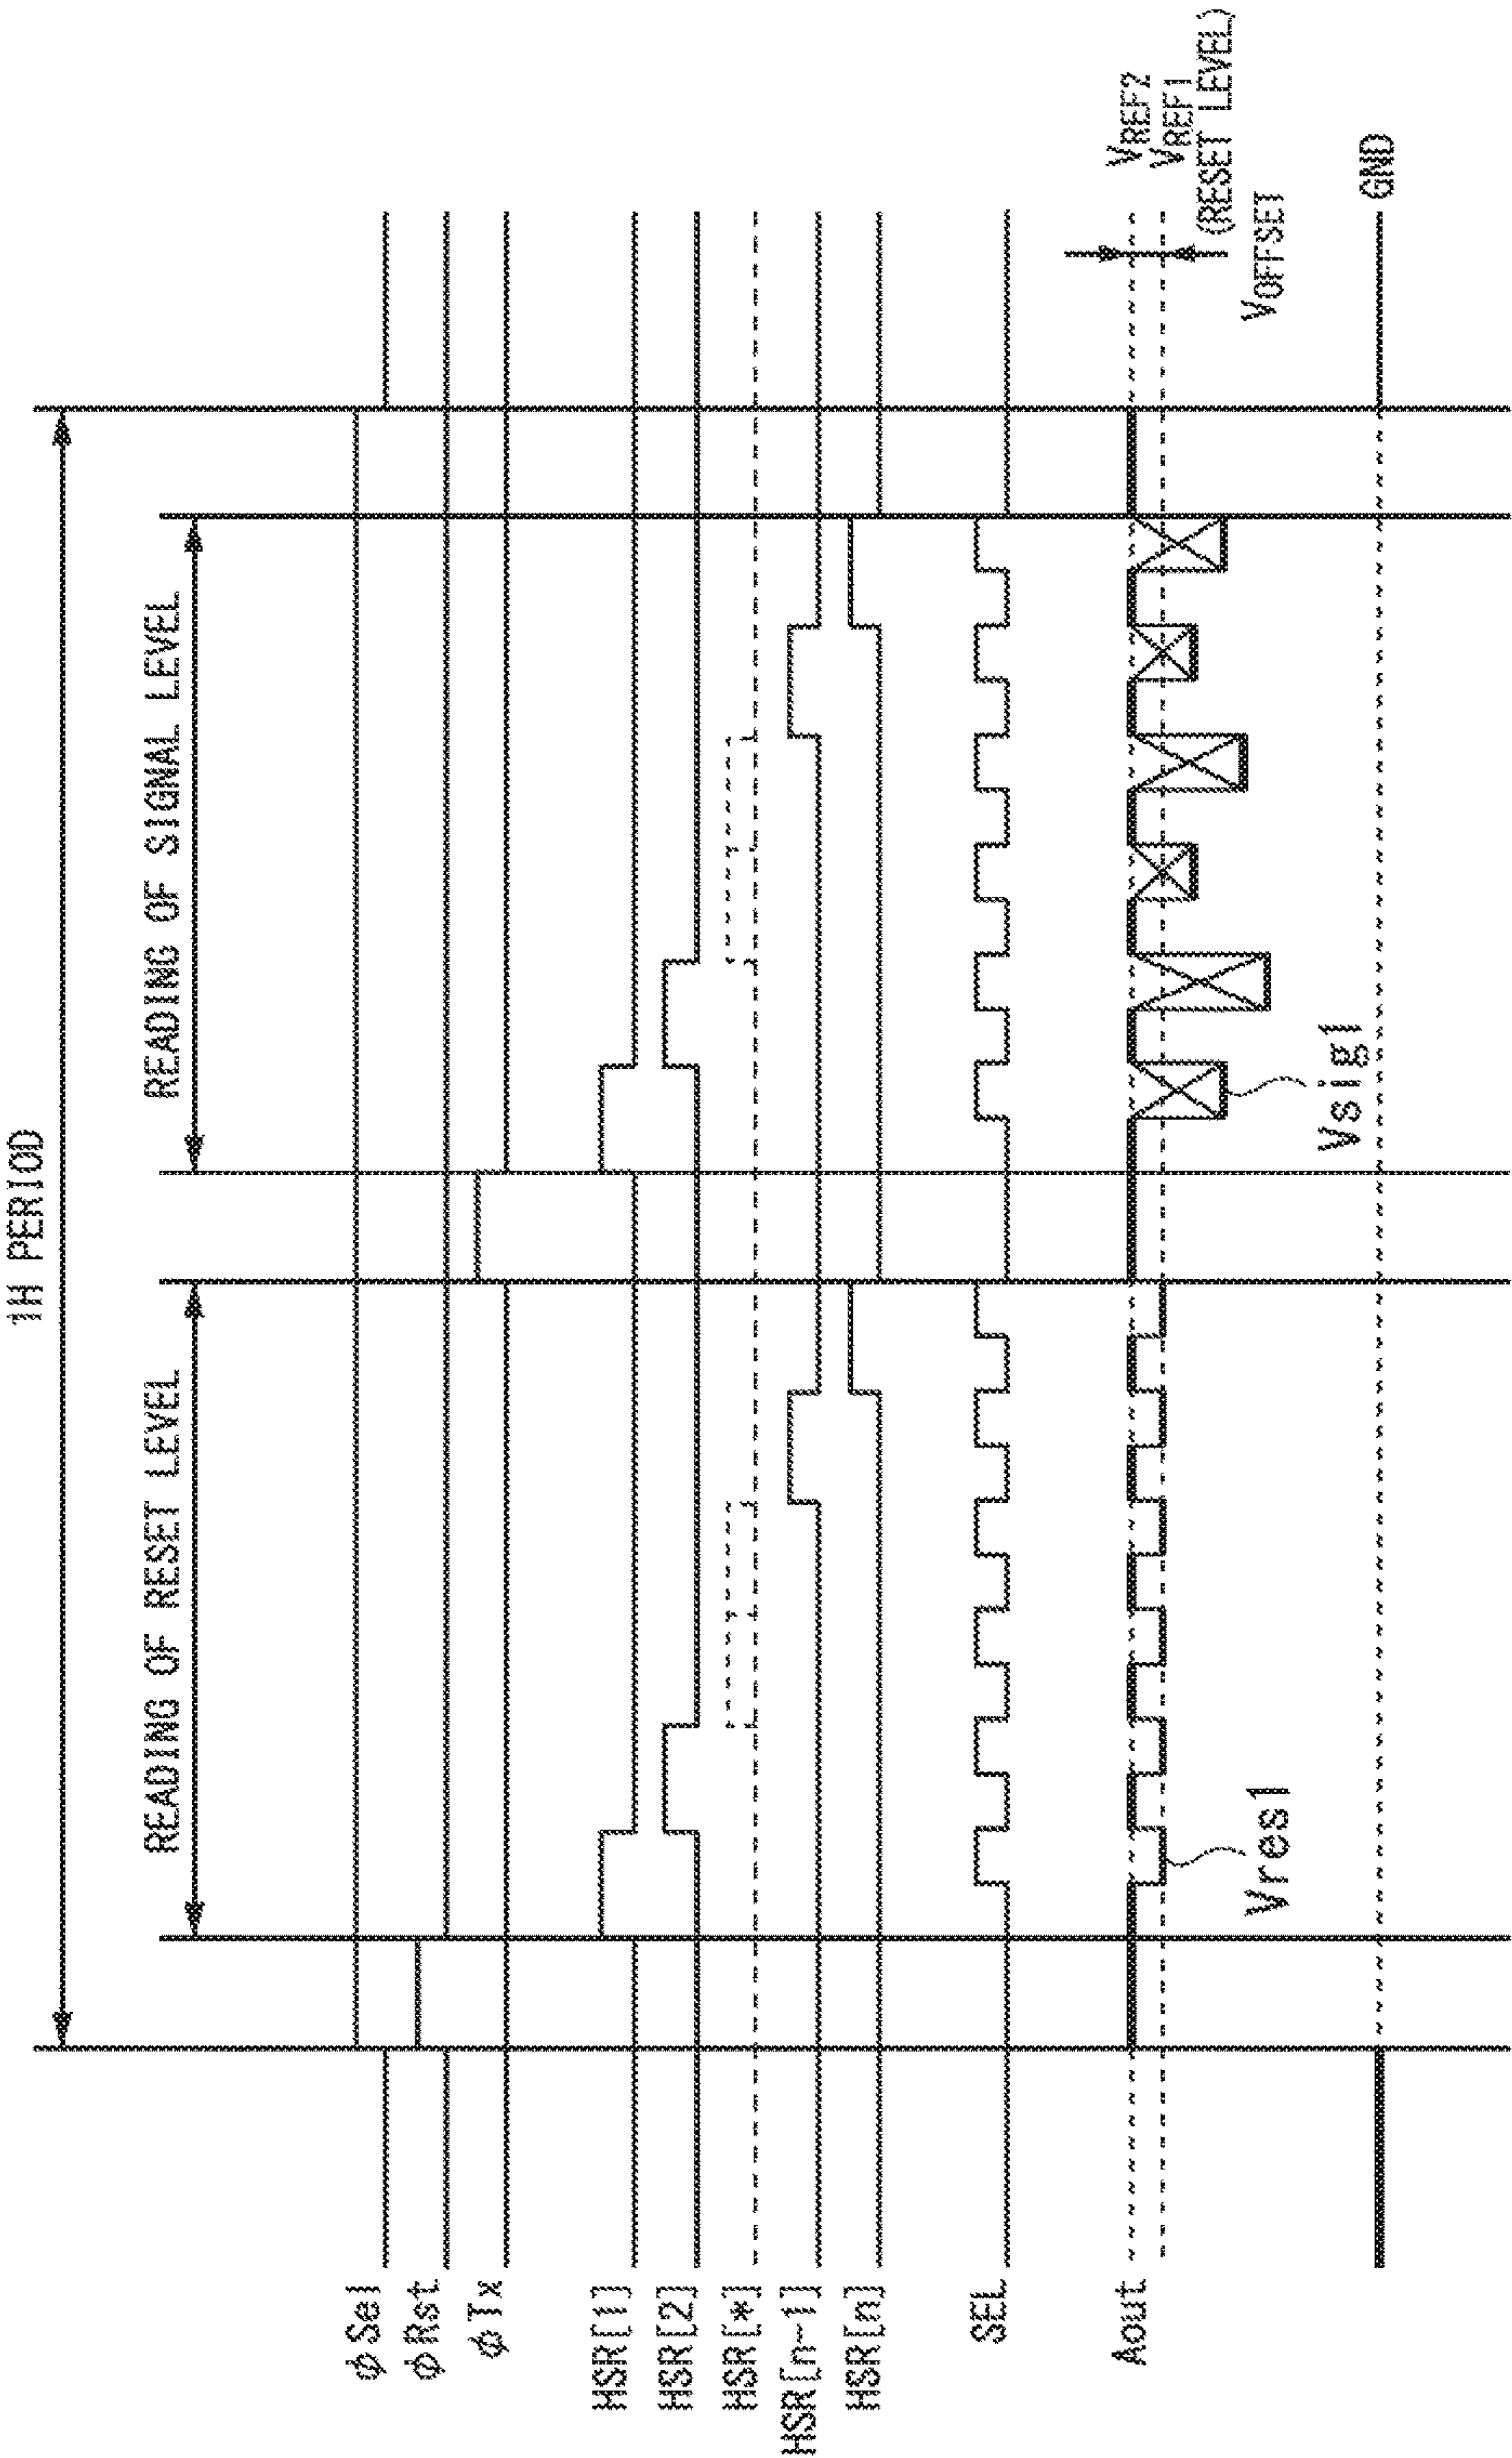 1H PERIOD
READING OF RESET LEVEL
READING OF SIGNAL LEVEL
φSel
φRst
φTx
HSR[1]
HSR[2]
HSR[*]
HSR[n-1]
HSR[n]
SEL
Aout
VREF2
VREF1
(RESET LEVEL)
VOFFSET
Vres1
Vsig1
GND